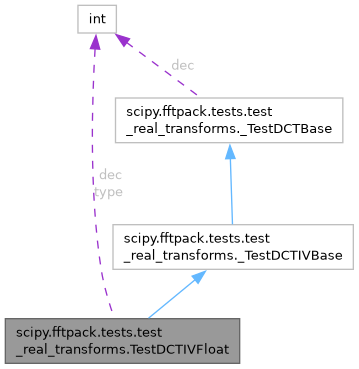 int
dec
scipy.fftpack.tests.test
_real_transforms._TestDCTBase
dec
type
scipy.fftpack.tests.test
_real_transforms._TestDCTIVBase
scipy.fftpack.tests.test
_real_transforms.TestDCTIVFloat